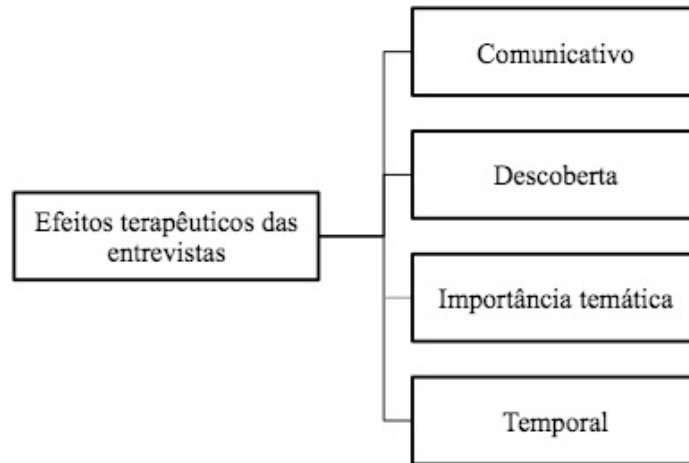 Comunicativo
Descoberta
Efeitos terapêuticos das
entrevistas
Importância temática
Temporal